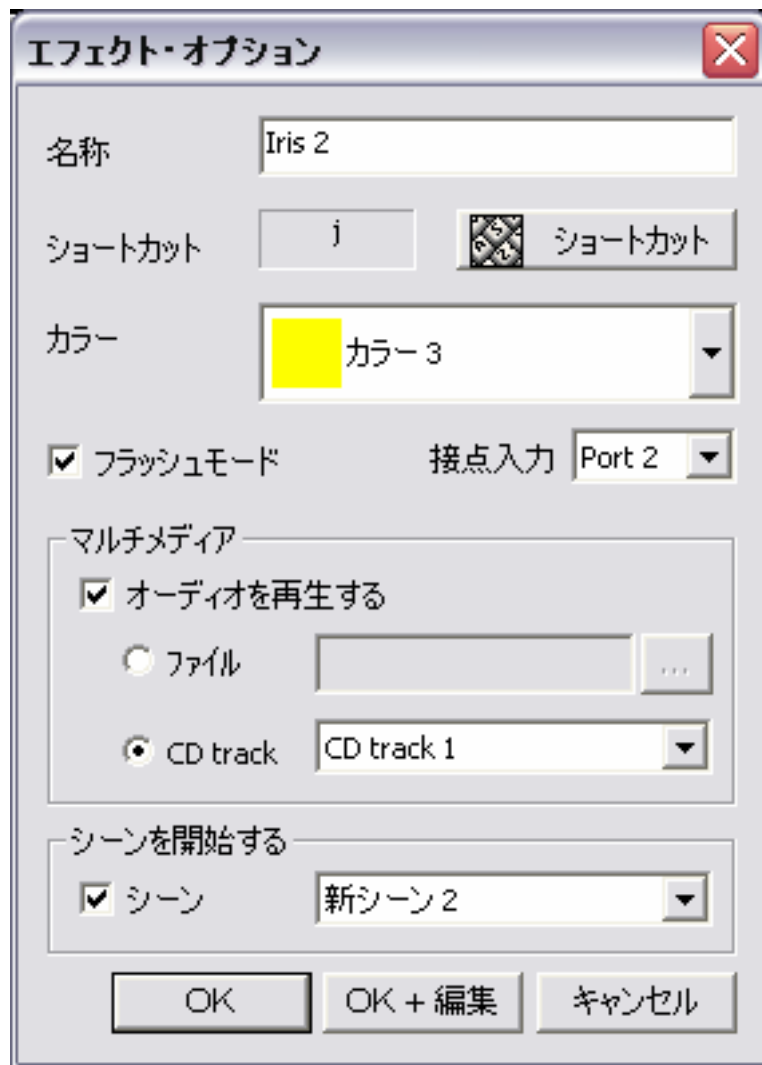 エフェクト・オプション
名称 Iris 2
ショートカット j ショートカット
カラー カラー 3
フラッシュモード 接点入力 Port 2
マルチメディア
オーディオを再生する
ファイル ...
CD track CD track 1
シーンを開始する
シーン 新シーン 2
OK OK + 編集 キャンセル